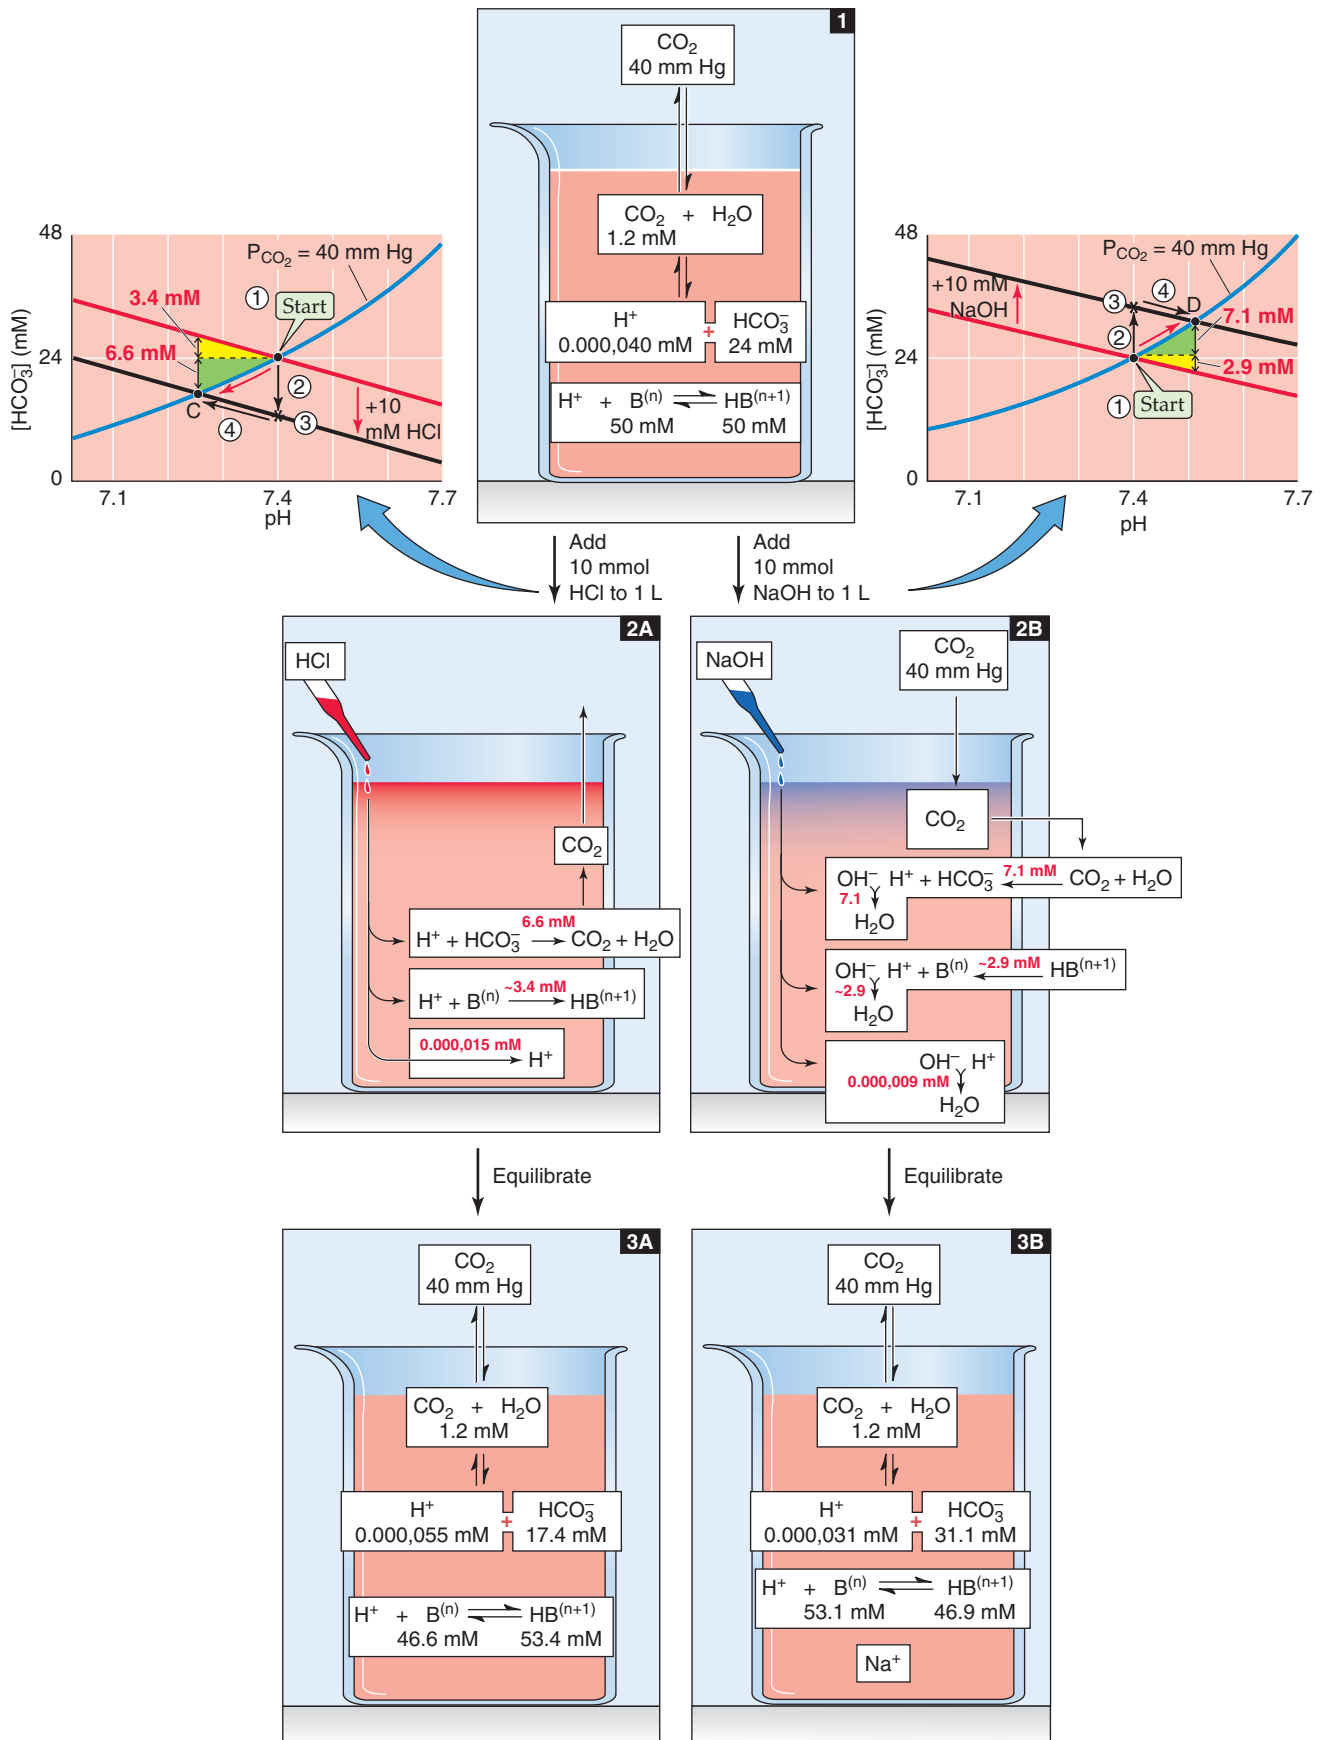 1
CO₂
40 mm Hg
CO₂ + H₂O
1.2 mM
H⁺
0.000,040 mM
+
HCO₃⁻
24 mM
H⁺ + B⁽ⁿ⁾ ⇌ HB⁽ⁿ⁺¹⁾
50 mM 50 mM
48
24
0
[HCO₃⁻] (mM)
P_CO₂ = 40 mm Hg
3.4 mM
① Start
6.6 mM
②
C
③
④
+10
mM HCl
7.1 7.4 7.7
pH
48
24
0
[HCO₃⁻] (mM)
P_CO₂ = 40 mm Hg
+10 mM
NaOH
③
④
D
7.1 mM
②
2.9 mM
① Start
7.1 7.4 7.7
pH
Add
10 mmol
HCl to 1 L
Add
10 mmol
NaOH to 1 L
2A
HCl
CO₂
6.6 mM
H⁺ + HCO₃⁻ → CO₂ + H₂O
~3.4 mM
H⁺ + B⁽ⁿ⁾ → HB⁽ⁿ⁺¹⁾
0.000,015 mM
H⁺
2B
NaOH
CO₂
40 mm Hg
CO₂
7.1 mM
OH⁻ H⁺ + HCO₃⁻ ← CO₂ + H₂O
7.1
H₂O
~2.9 mM
OH⁻ H⁺ + B⁽ⁿ⁾ ← HB⁽ⁿ⁺¹⁾
~2.9
H₂O
OH⁻ H⁺
0.000,009 mM
H₂O
Equilibrate
Equilibrate
3A
CO₂
40 mm Hg
CO₂ + H₂O
1.2 mM
H⁺
0.000,055 mM
+
HCO₃⁻
17.4 mM
H⁺ + B⁽ⁿ⁾ ⇌ HB⁽ⁿ⁺¹⁾
46.6 mM 53.4 mM
3B
CO₂
40 mm Hg
CO₂ + H₂O
1.2 mM
H⁺
0.000,031 mM
+
HCO₃⁻
31.1 mM
H⁺ + B⁽ⁿ⁾ ⇌ HB⁽ⁿ⁺¹⁾
53.1 mM 46.9 mM
Na⁺